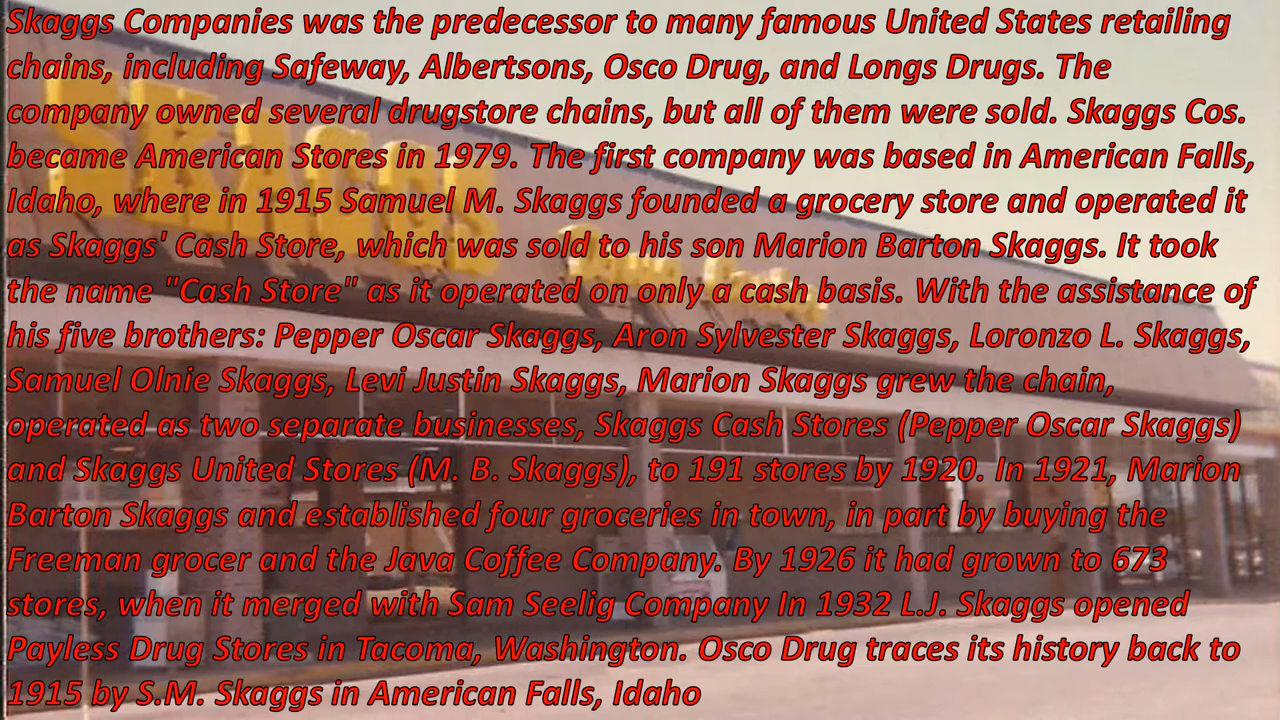 Skaggs Companies was the predecessor to many famous United States retailing
chains, including Safeway, Albertsons, Osco Drug, and Longs Drugs. The
company owned several drugstore chains, but all of them were sold. Skaggs Cos.
became American Stores in 1979. The first company was based in American Falls,
Idaho, where in 1915 Samuel M. Skaggs founded a grocery store and operated it
as Skaggs' Cash Store, which was sold to his son Marion Barton Skaggs. It took
the name "Cash Store" as it operated on only a cash basis. With the assistance of
his five brothers: Pepper Oscar Skaggs, Aron Sylvester Skaggs, Loronzo L. Skaggs,
Samuel Olnie Skaggs, Levi Justin Skaggs, Marion Skaggs grew the chain,
operated as two separate businesses, Skaggs Cash Stores (Pepper Oscar Skaggs)
and Skaggs United Stores (M. B. Skaggs), to 191 stores by 1920. In 1921, Marion
Barton Skaggs and established four groceries in town, in part by buying the
Freeman grocer and the Java Coffee Company. By 1926 it had grown to 673
stores, when it merged with Sam Seelig Company In 1932 L.J. Skaggs opened
Payless Drug Stores in Tacoma, Washington. Osco Drug traces its history back to
1915 by S.M. Skaggs in American Falls, Idaho
SKAGGS